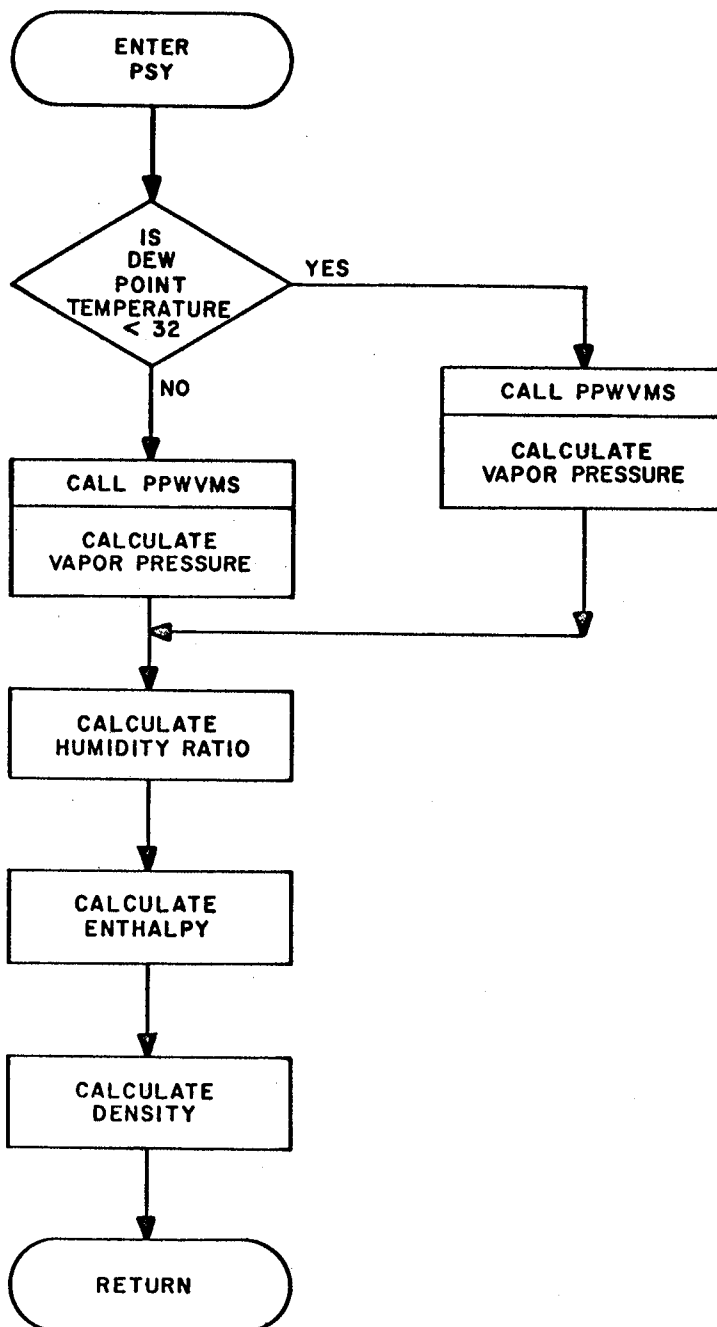 ENTER
PSY
IS
DEW
POINT
TEMPERATURE
< 32
YES
NO
CALL PPWVMS
CALCULATE
VAPOR PRESSURE
CALL PPWVMS
CALCULATE
VAPOR PRESSURE
CALCULATE
HUMIDITY RATIO
CALCULATE
ENTHALPY
CALCULATE
DENSITY
RETURN